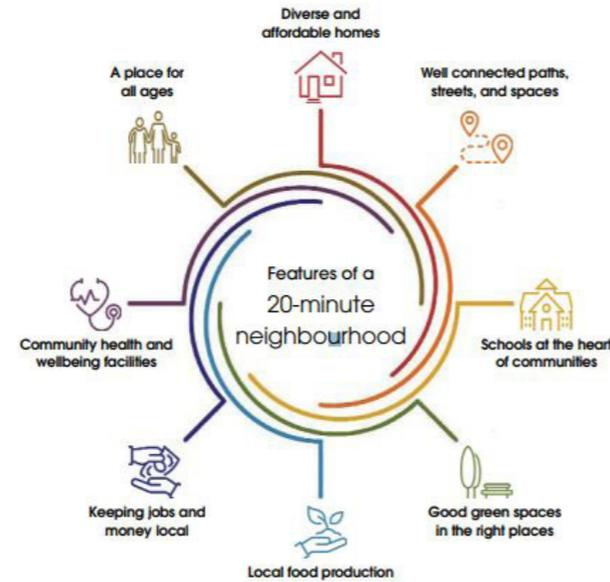 Diverse and
affordable homes
A place for
all ages
Well connected paths,
streets, and spaces
Features of a
20-minute
neighbourhood
Community health and
wellbeing facilities
Schools at the heart
of communities
Keeping jobs and
money local
Good green spaces
in the right places
Local food production